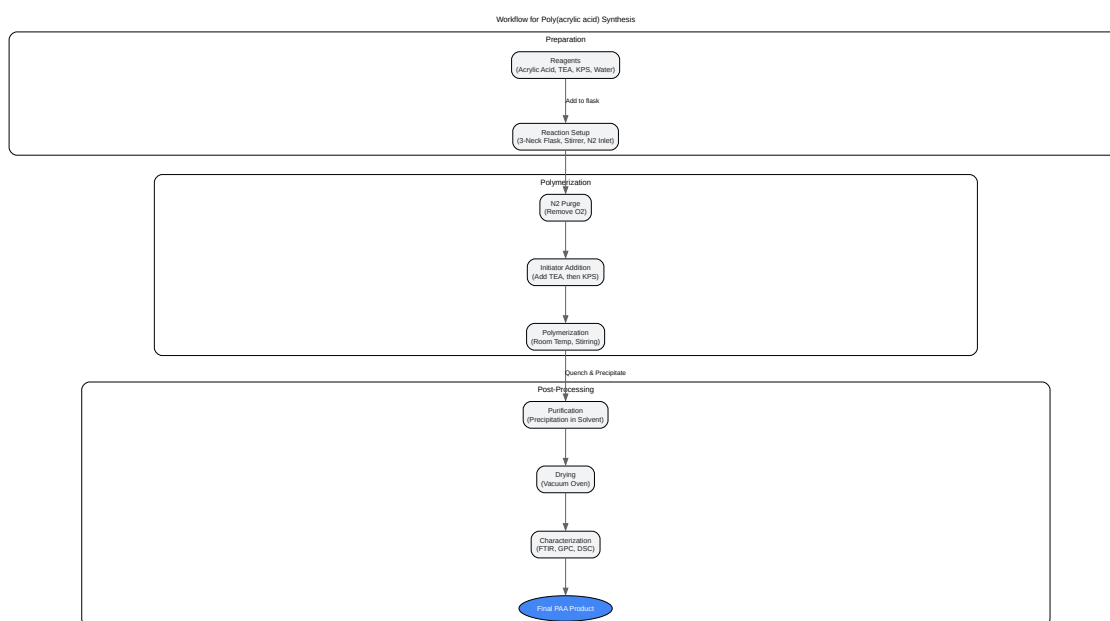 Workflow for Poly(acrylic acid) Synthesis
Preparation
Reagents
(Acrylic Acid, TEA, KPS, Water)
Add to flask
Reaction Setup
(3-Neck Flask, Stirrer, N2 Inlet)
Polymerization
N2 Purge
(Remove O2)
Initiator Addition
(Add TEA, then KPS)
Polymerization
(Room Temp, Stirring)
Quench & Precipitate
Post-Processing
Purification
(Precipitation in Solvent)
Drying
(Vacuum Oven)
Characterization
(FTIR, GPC, DSC)
Final PAA Product